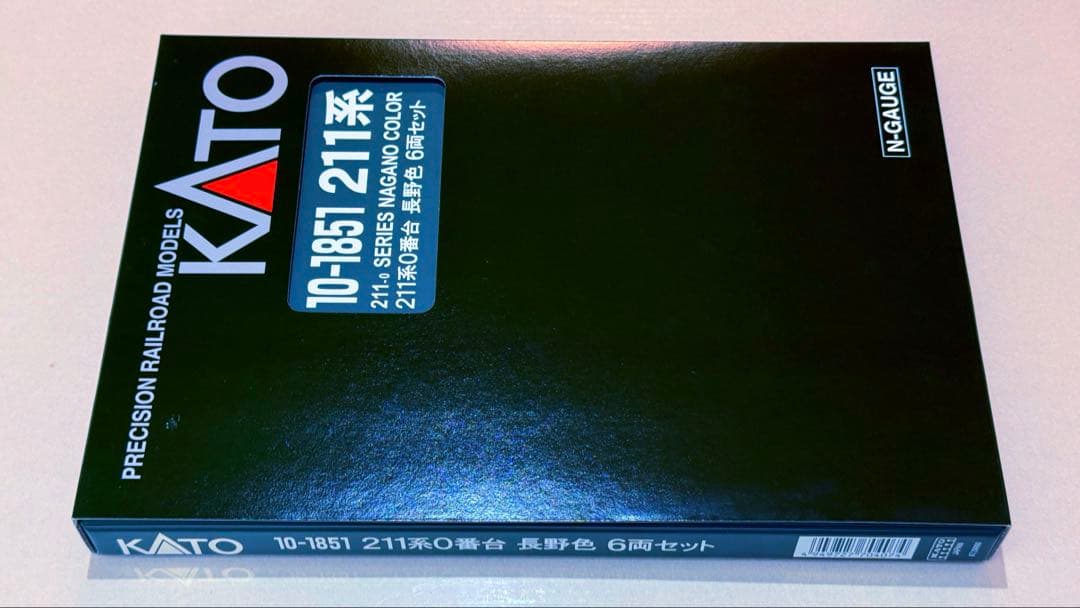 PRECISION RAILROAD MODELS
KATO
10-1851 211系
211-0 SERIES NAGANO COLOR
211系0番台 長野色 6両セット
N-GAUGE
KATO 10-1851 211系0番台 長野色 6両セット
KATO
JAPAN